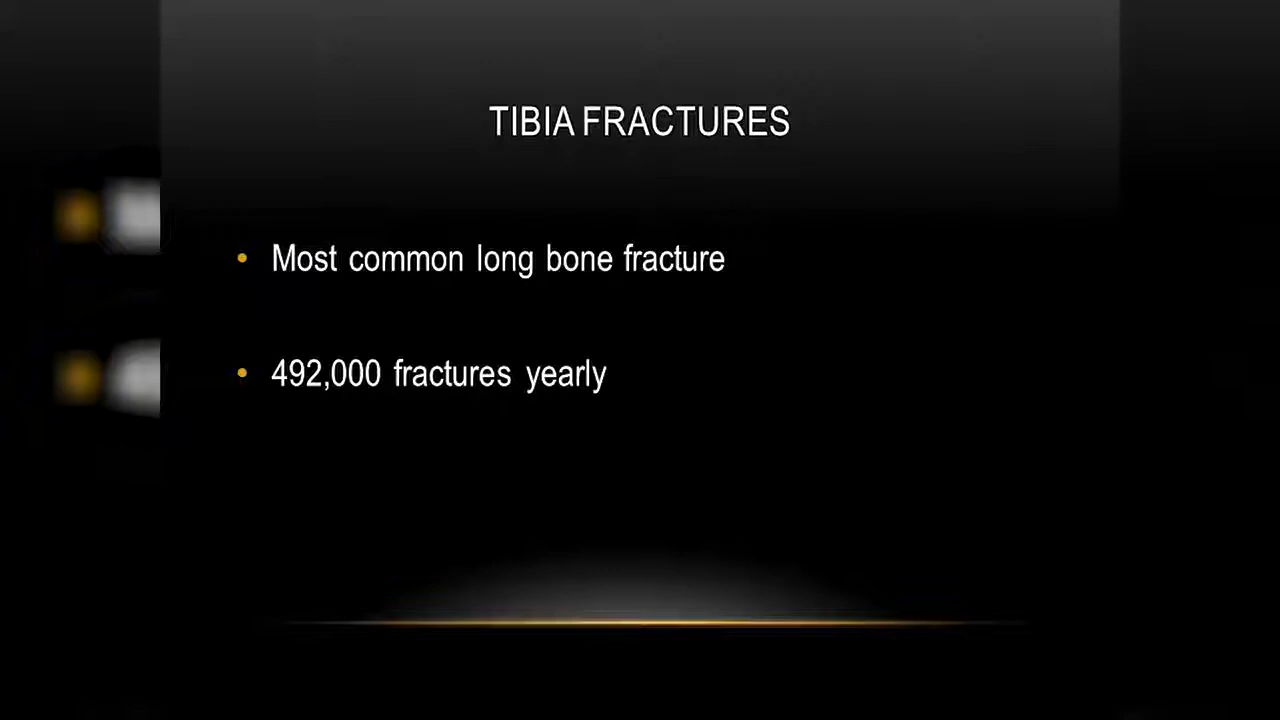 TIBIA FRACTURES
• Most common long bone fracture
• 492,000 fractures yearly